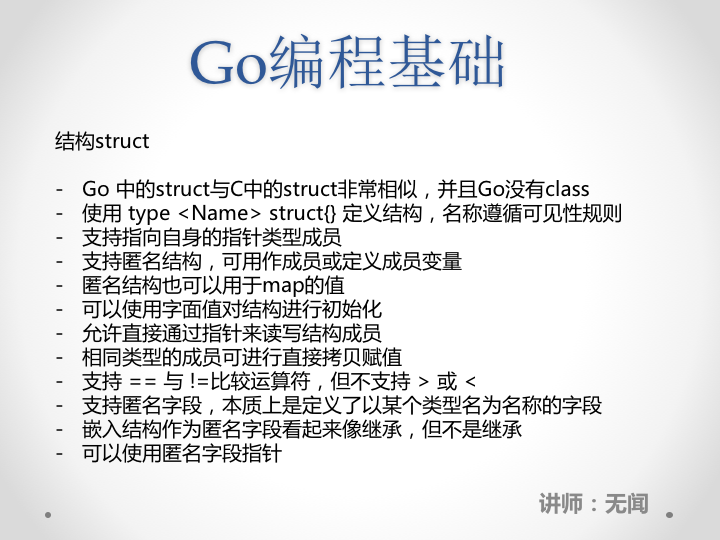 Go编程基础
结构struct
- Go 中的struct与C中的struct非常相似，并且Go没有class
- 使用 type <Name> struct{} 定义结构，名称遵循可见性规则
- 支持指向自身的指针类型成员
- 支持匿名结构，可用作成员或定义成员变量
- 匿名结构也可以用于map的值
- 可以使用字面值对结构进行初始化
- 允许直接通过指针来读写结构成员
- 相同类型的成员可进行直接拷贝赋值
- 支持 == 与 !=比较运算符，但不支持 > 或 <
- 支持匿名字段，本质上是定义了以某个类型名为名称的字段
- 嵌入结构作为匿名字段看起来像继承，但不是继承
- 可以使用匿名字段指针
讲师：无闻